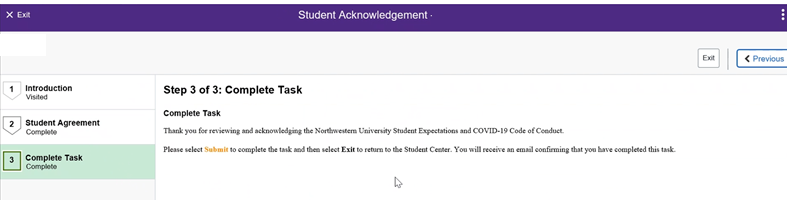 Exit
Student Acknowledgement ·
Exit
Previous
1 Introduction
Visited
2 Student Agreement
Complete
3 Complete Task
Complete
Step 3 of 3: Complete Task
Complete Task
Thank you for reviewing and acknowledging the Northwestern University Student Expectations and COVID-19 Code of Conduct.
Please select Submit to complete the task and then select Exit to return to the Student Center. You will receive an email confirming that you have completed this task.